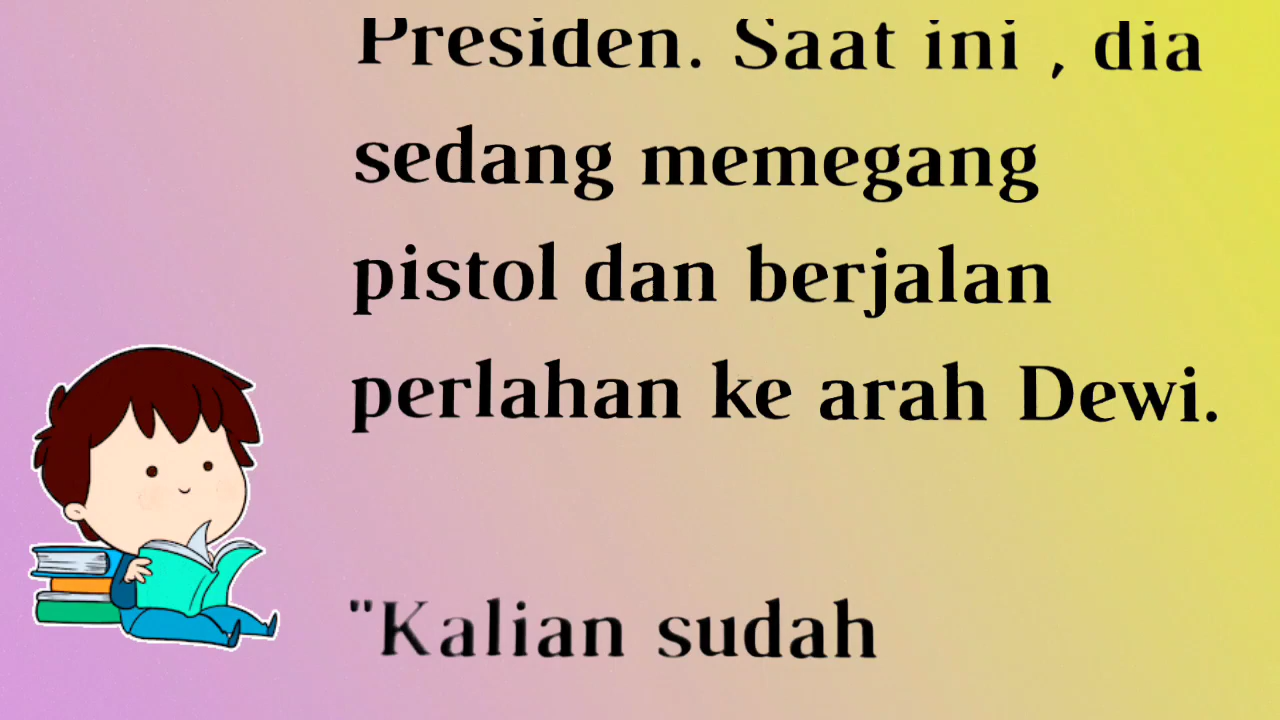 Presiden. Saat ini , dia
sedang memegang
pistol dan berjalan
perlahan ke arah Dewi.
"Kalian sudah